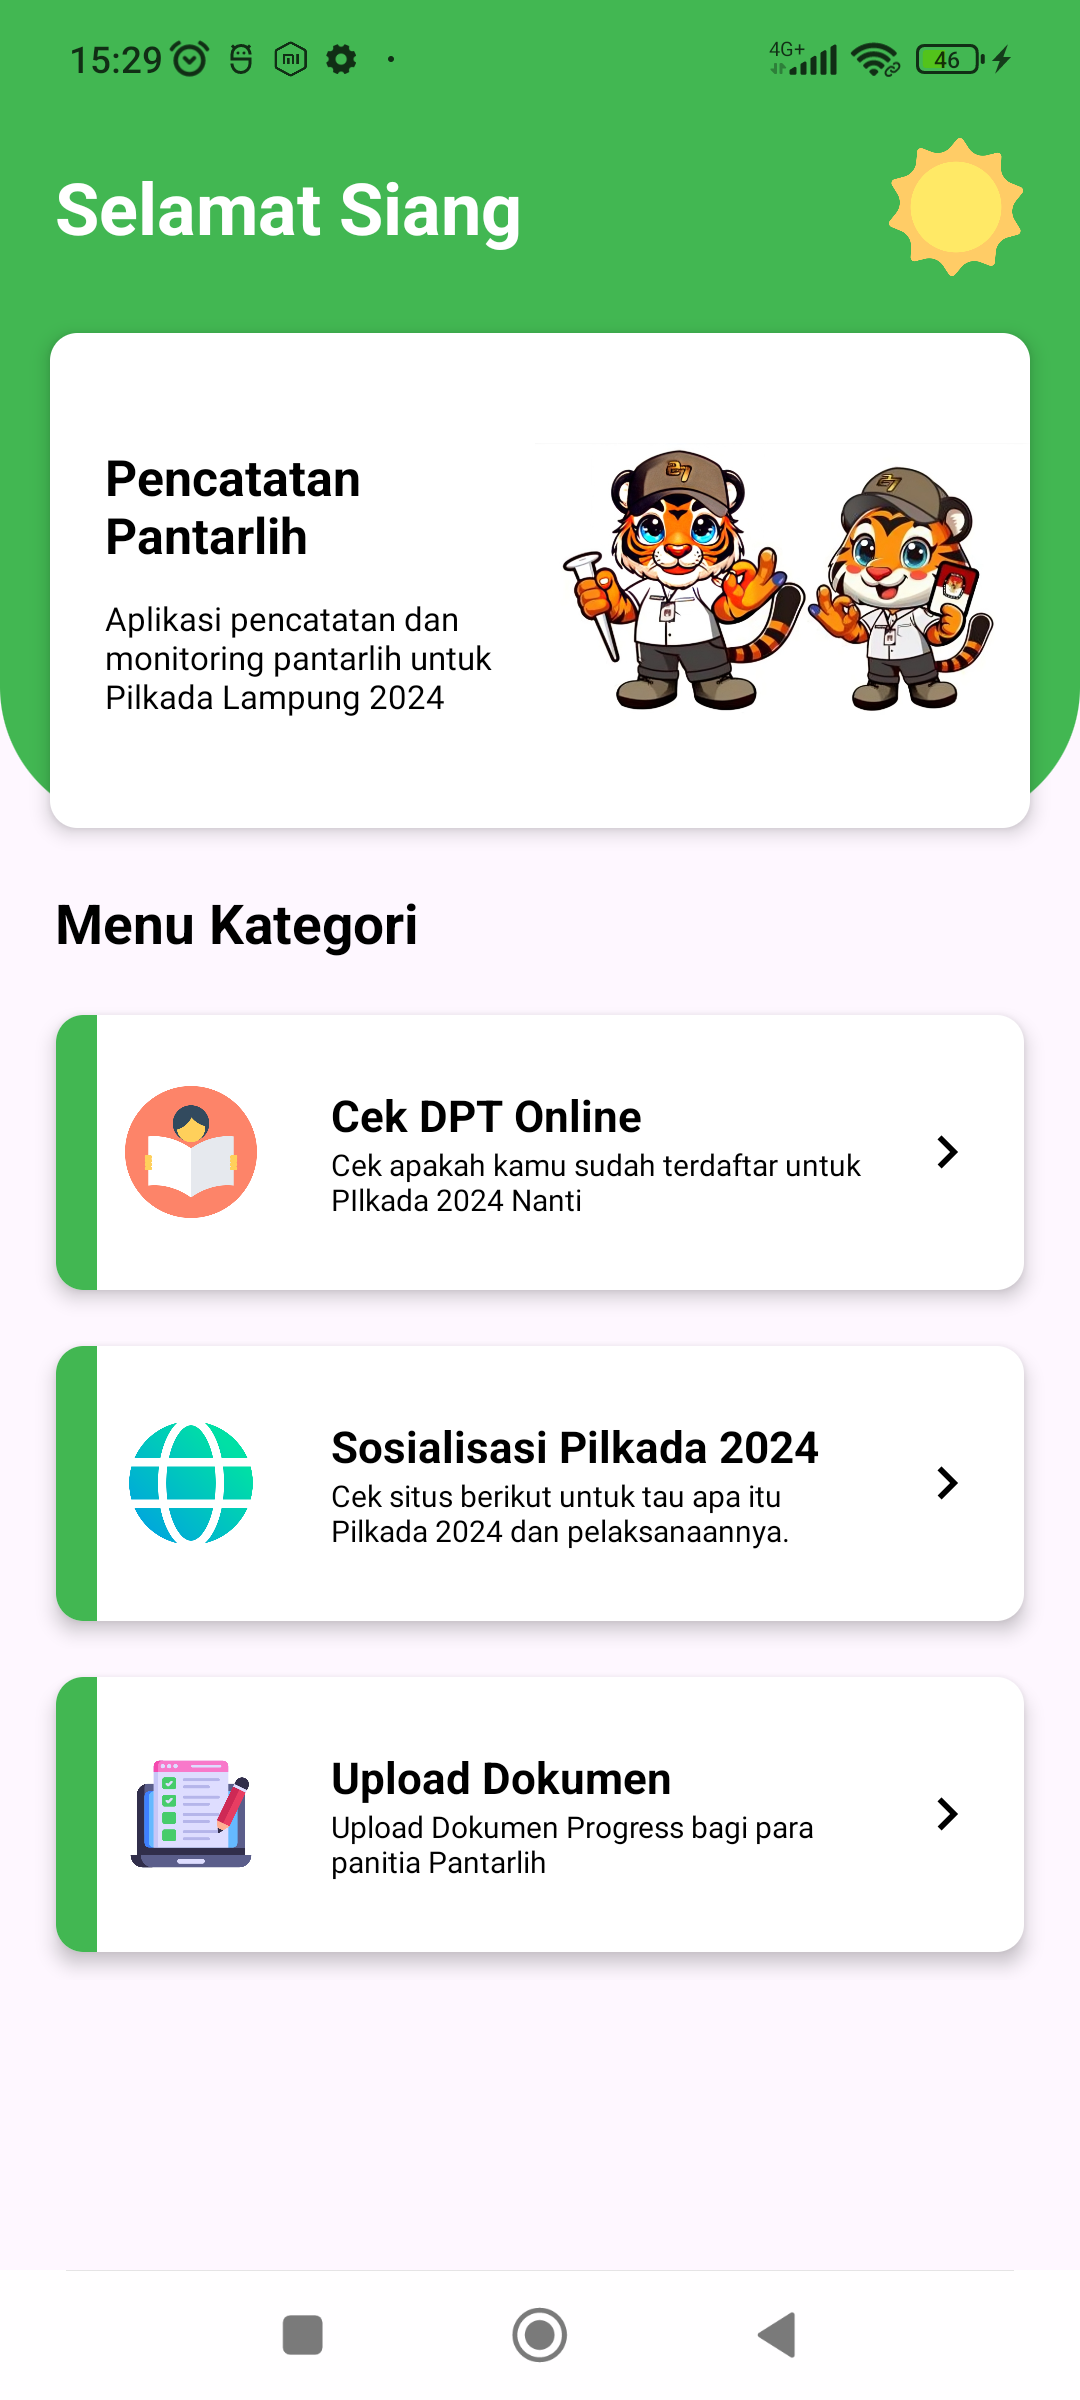 15:29
4G+
46
Selamat Siang
Pencatatan
Pantarlih
Aplikasi pencatatan dan
monitoring pantarlih untuk
Pilkada Lampung 2024
27
27
Menu Kategori
Cek DPT Online
Cek apakah kamu sudah terdaftar untuk
PIlkada 2024 Nanti
Sosialisasi Pilkada 2024
Cek situs berikut untuk tau apa itu
Pilkada 2024 dan pelaksanaannya.
Upload Dokumen
Upload Dokumen Progress bagi para
panitia Pantarlih